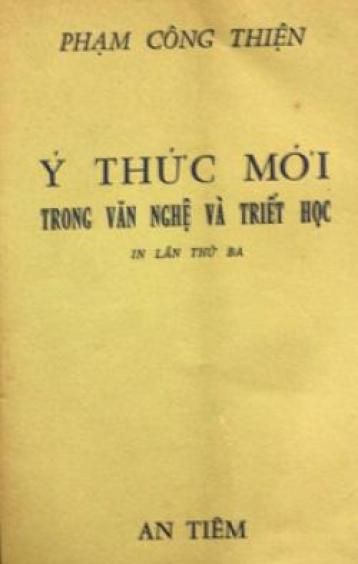 PHẠM CÔNG THIỆN
Ý THỨC MỚI
TRONG VĂN NGHỆ VÀ TRIẾT HỌC
IN LẦN THỨ BA
AN TIÊM